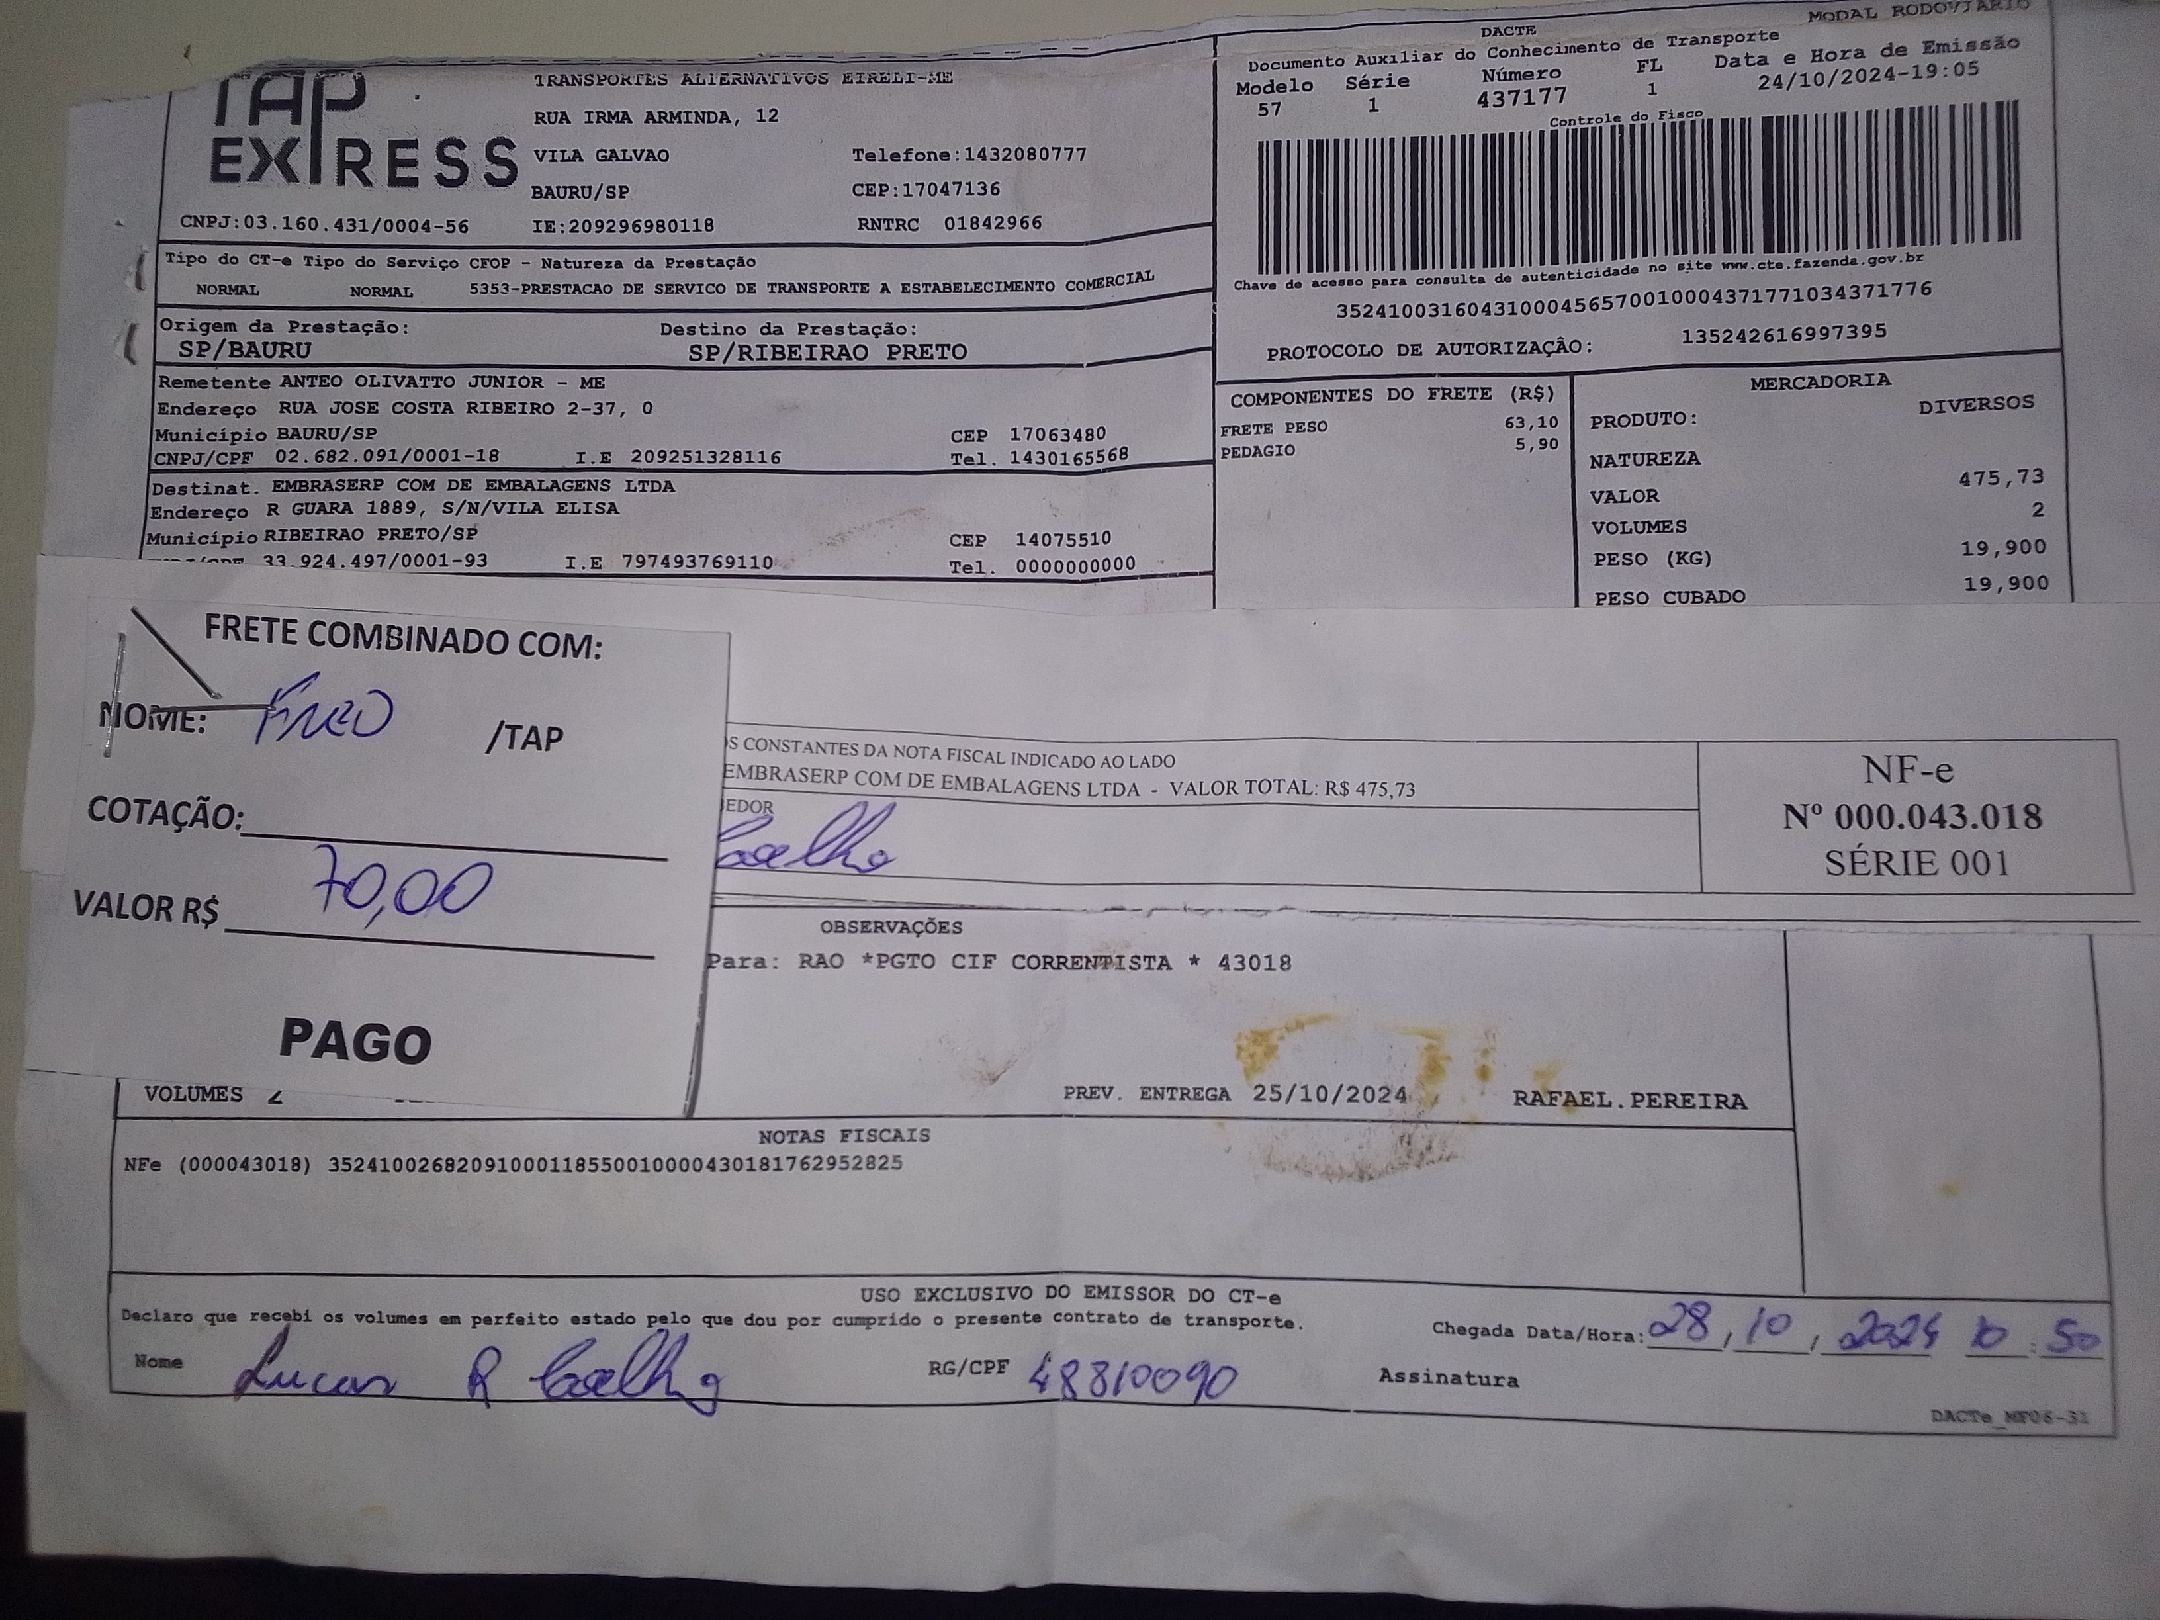 TAP
EXPRESS
TRANSPORTES ALTERNATIVOS EIRELI-ME
RUA IRMA ARMINDA, 12
VILA GALVAO Telefone:1432080777
BAURU/SP CEP:17047136
CNPJ:03.160.431/0004-56 IE:209296980118 RNTRC 01842966
MODAL RODOVIARIO
DACTE
Documento Auxiliar do Conhecimento de Transporte
Modelo Série Número FL Data e Hora de Emissão
57 1 437177 1 24/10/2024-19:05
Controle do Fisco
Chave de acesso para consulta de autenticidade no site www.cte.fazenda.gov.br
35241003160431000456570010004371771034371776
PROTOCOLO DE AUTORIZAÇÃO: 135242616997395
Tipo do CT-e Tipo do Serviço CFOP - Natureza da Prestação
NORMAL NORMAL 5353-PRESTACAO DE SERVICO DE TRANSPORTE A ESTABELECIMENTO COMERCIAL
Origem da Prestação: Destino da Prestação:
SP/BAURU SP/RIBEIRAO PRETO
Remetente ANTEO OLIVATTO JUNIOR - ME
Endereço RUA JOSE COSTA RIBEIRO 2-37, 0
Município BAURU/SP CEP 17063480
CNPJ/CPF 02.682.091/0001-18 I.E 209251328116 Tel. 1430165568
Destinat. EMBRASERP COM DE EMBALAGENS LTDA
Endereço R GUARA 1889, S/N/VILA ELISA
Município RIBEIRAO PRETO/SP CEP 14075510
33.924.497/0001-93 I.E 797493769110 Tel. 0000000000
COMPONENTES DO FRETE (R$)
FRETE PESO 63,10
PEDAGIO 5,90
MERCADORIA
PRODUTO: DIVERSOS
NATUREZA
VALOR 475,73
VOLUMES 2
PESO (KG) 19,900
PESO CUBADO 19,900
FRETE COMBINADO COM:
NOME: FRED /TAP
COTAÇÃO:
VALOR R$ 70,00
PAGO
OS CONSTANTES DA NOTA FISCAL INDICADO AO LADO
EMBRASERP COM DE EMBALAGENS LTDA - VALOR TOTAL: R$ 475,73
EDOR
Coelho
NF-e
Nº 000.043.018
SÉRIE 001
OBSERVAÇÕES
Para: RAO *PGTO CIF CORRENTISTA * 43018
VOLUMES 2 PREV. ENTREGA 25/10/2024 RAFAEL.PEREIRA
NOTAS FISCAIS
NFe (000043018) 35241002682091000118550010000430181762952825
USO EXCLUSIVO DO EMISSOR DO CT-e
Declaro que recebi os volumes em perfeito estado pelo que dou por cumprido o presente contrato de transporte.
Chegada Data/Hora: 28/10/2024 10:50
Nome Lucas R Coelho RG/CPF 48810090 Assinatura
DACTe_MF06-31